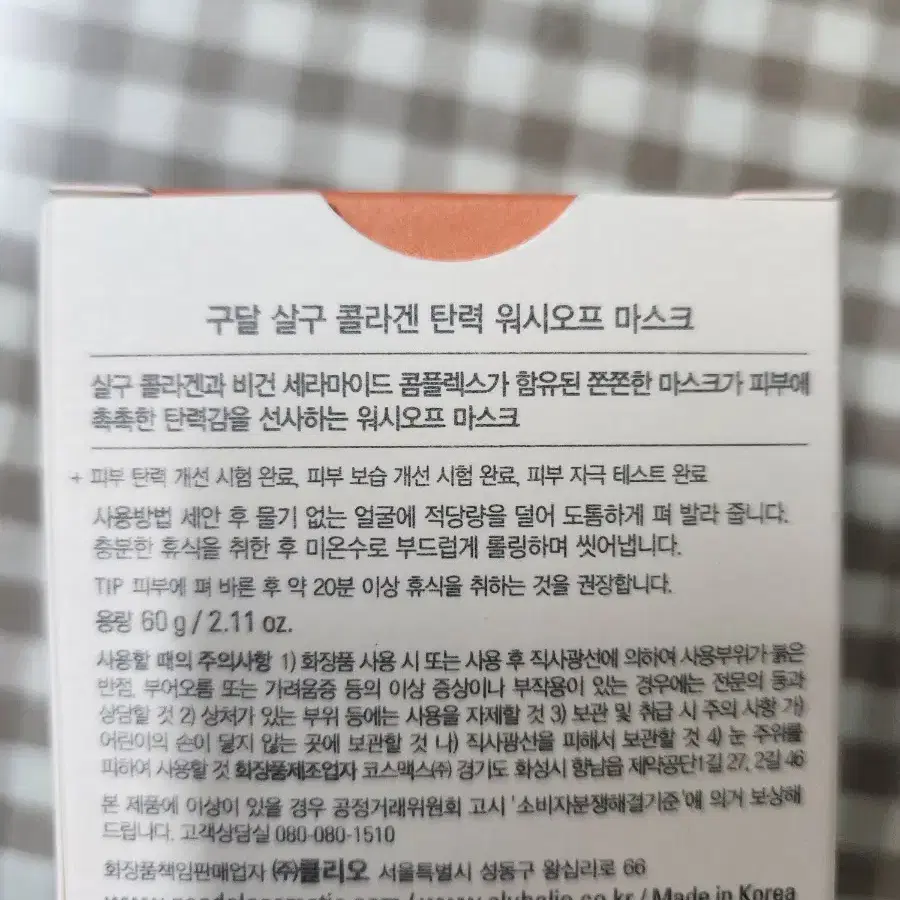 구달 살구 콜라겐 탄력 워시오프 마스크
살구 콜라겐과 비건 세라마이드 콤플렉스가 함유된 쫀쫀한 마스크가 피부에
촉촉한 탄력감을 선사하는 워시오프 마스크
+ 피부 탄력 개선 시험 완료, 피부 보습 개선 시험 완료, 피부 자극 테스트 완료
사용방법 세안 후 물기 없는 얼굴에 적당량을 덜어 도톰하게 펴 발라 줍니다.
충분한 휴식을 취한 후 미온수로 부드럽게 롤링하며 씻어냅니다.
TIP 피부에 펴 바른 후 약 20분 이상 휴식을 취하는 것을 권장합니다.
용량 60 g / 2.11 oz.
사용할 때의 주의사항 1) 화장품 사용 시 또는 사용 후 직사광선에 의하여 사용부위가 붉은
반점, 부어오름 또는 가려움증 등의 이상 증상이나 부작용이 있는 경우에는 전문의 등과
상담할 것 2) 상처가 있는 부위 등에는 사용을 자제할 것 3) 보관 및 취급 시 주의 사항 가)
어린이의 손이 닿지 않는 곳에 보관할 것 나) 직사광선을 피해서 보관할 것 4) 눈 주위를
피하여 사용할 것 화장품제조업자 코스맥스㈜ 경기도 화성시 향남읍 제약공단1길 27, 2길 46
본 제품에 이상이 있을 경우 공정거래위원회 고시 '소비자분쟁해결기준'에 의거 보상해
드립니다. 고객상담실 080-080-1510
화장품책임판매업자 ㈜클리오 서울특별시 성동구 왕십리로 66
www.goodalcosmetic.com / www.clubclio.co.kr / Made in Korea